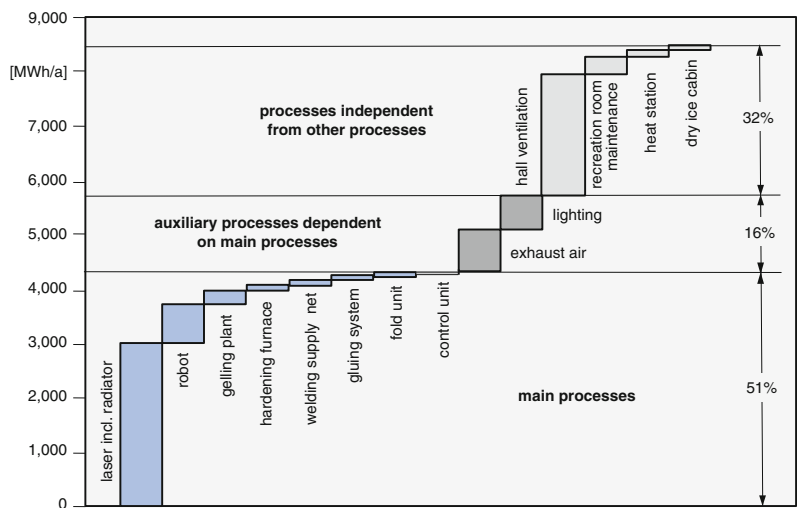 9,000
[MWh/a]
7,000
6,000
5,000
4,000
3,000
2,000
1,000
0
processes independent
from other processes
auxiliary processes dependent
on main processes
main processes
laser incl. radiator
robot
gelling plant
hardening furnace
welding supply net
gluing system
fold unit
control unit
exhaust air
lighting
hall ventilation
recreation room
maintenance
heat station
dry ice cabin
32%
16%
51%